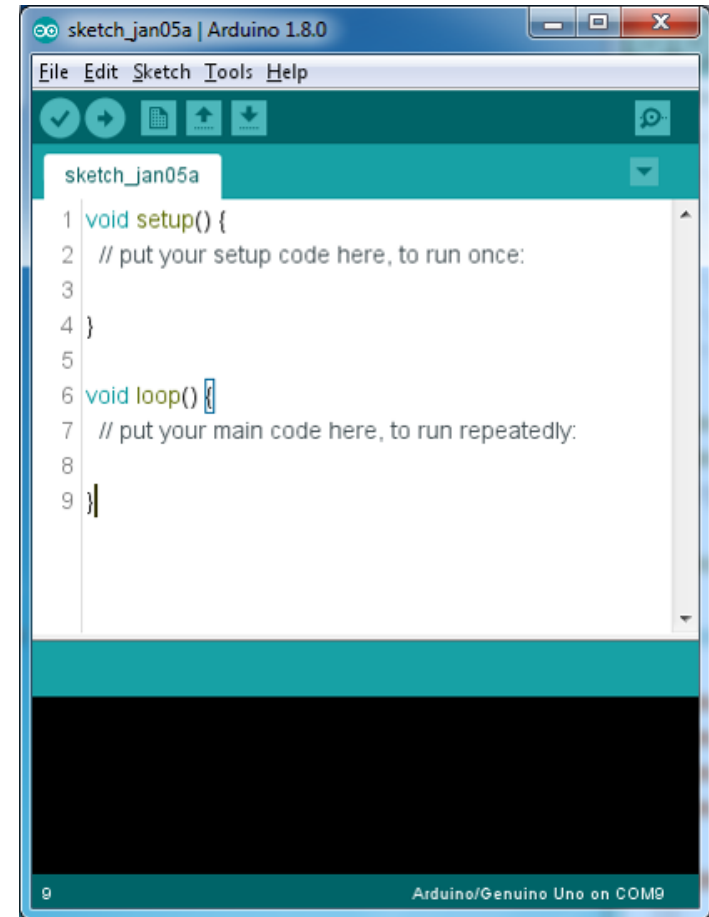 sketch_jan05a | Arduino 1.8.0
File Edit Sketch Tools Help
sketch_jan05a
1 void setup() {
2   // put your setup code here, to run once:
3
4 }
5
6 void loop() {
7   // put your main code here, to run repeatedly:
8
9 }
9 Arduino/Genuino Uno on COM9